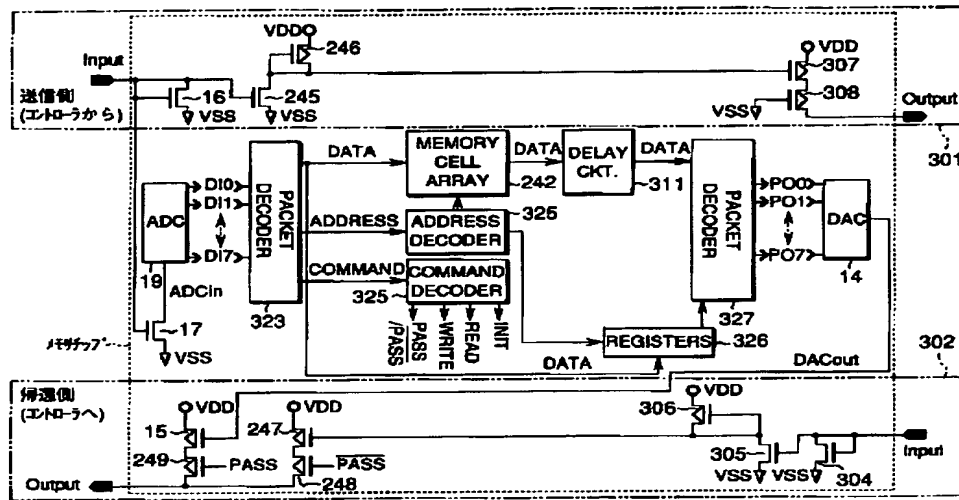 VDD
246
VDD
Input
307
16
245
308
Output
送信側
VSS
VSS
VSS
(コントローラから)
301
DATA
MEMORY CELL ARRAY
DATA
DELAY CKT.
DATA
242
311
ADC
DI0
DI1
DI7
PACKET DECODER
PACKET DECODER
PO0
PO1
PO7
DAC
325
ADDRESS
ADDRESS DECODER
19
14
COMMAND
COMMAND DECODER
325
ADCin
323
327
17
/PASS
PASS
WRITE
READ
INIT
REGISTERS
326
メモリチップ
VSS
DATA
DACout
302
帰還側
(コントローラへ)
VDD
VDD
VDD
306
15
247
305
Input
249
PASS
PASS
VSS
VSS
304
Output
248